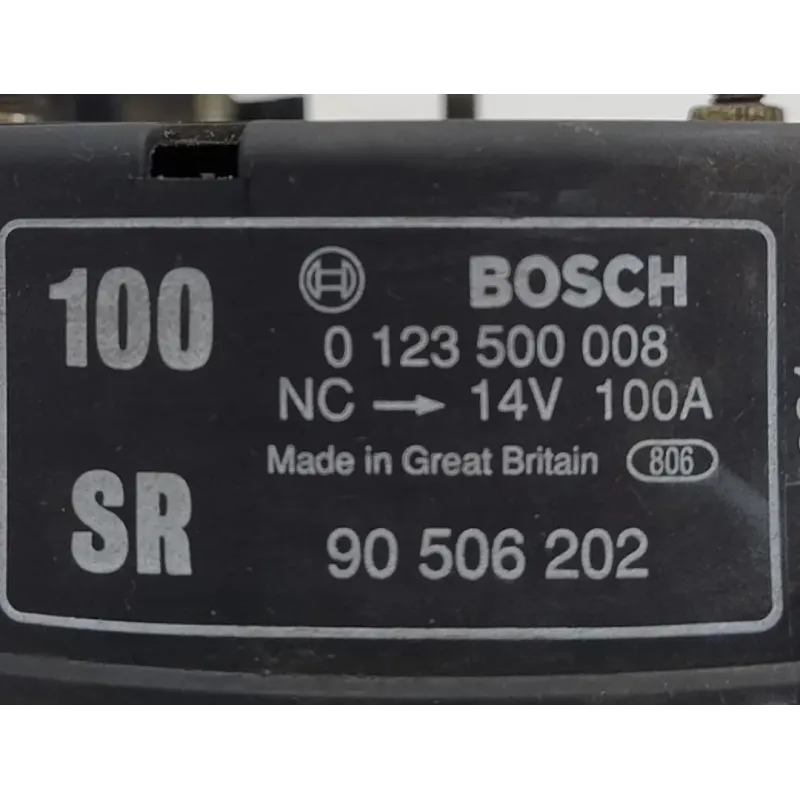 100 BOSCH
0 123 500 008
NC → 14V 100A
Made in Great Britain 806
SR 90 506 202